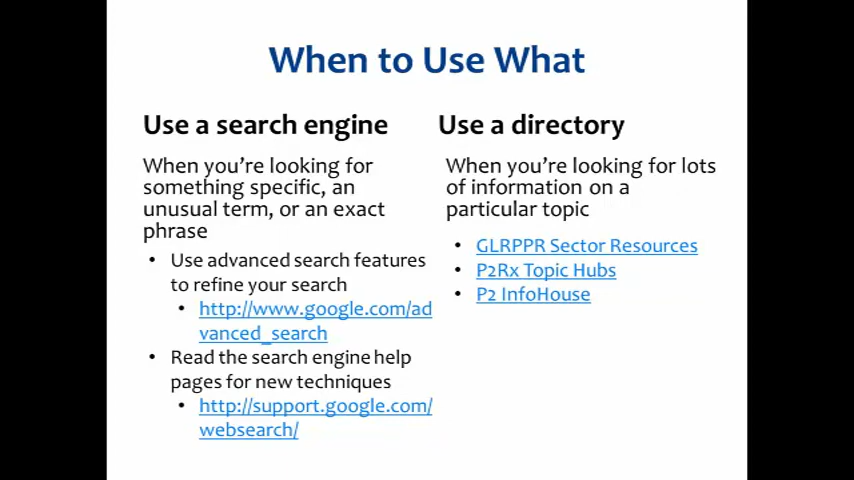 When to Use What
Use a search engine
When you're looking for
something specific, an
unusual term, or an exact
phrase
• Use advanced search features
to refine your search
• http://www.google.com/ad
vanced_search
• Read the search engine help
pages for new techniques
• http://support.google.com/
websearch/
Use a directory
When you're looking for lots
of information on a
particular topic
• GLRPPR Sector Resources
• P2Rx Topic Hubs
• P2 InfoHouse